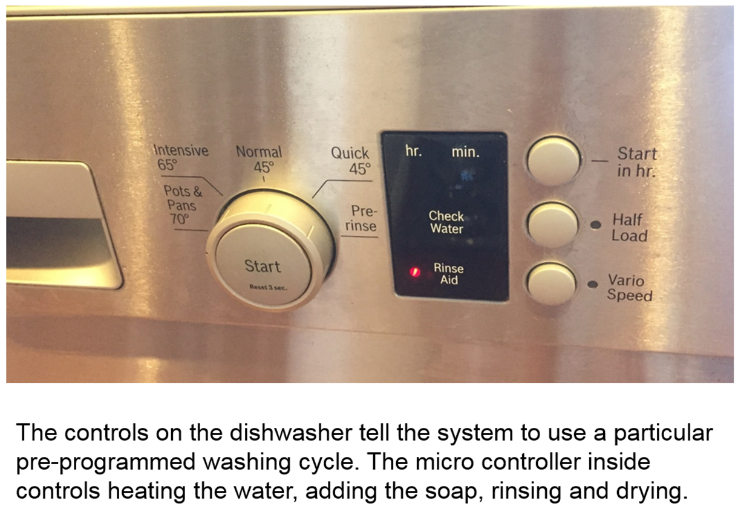 Intensive
65°
Normal
45°
Quick
45°
Pots &
Pans
70°
Pre-
rinse
Start
Reset 3 sec.
hr. min.
Check
Water
Rinse
Aid
Start
in hr.
Half
Load
Vario
Speed
The controls on the dishwasher tell the system to use a particular
pre-programmed washing cycle. The micro controller inside
controls heating the water, adding the soap, rinsing and drying.